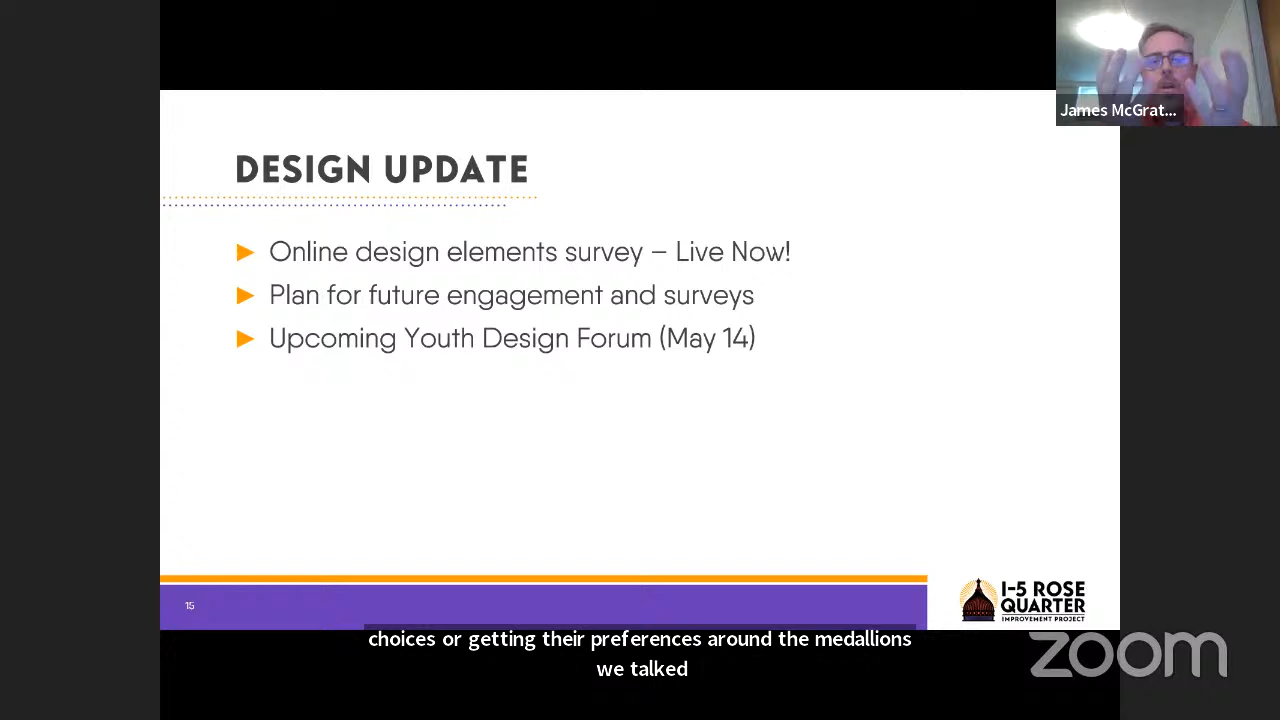 James McGrat...
DESIGN UPDATE
Online design elements survey – Live Now!
Plan for future engagement and surveys
Upcoming Youth Design Forum (May 14)
15
I-5 ROSE
QUARTER
IMPROVEMENT PROJECT
choices or getting their preferences around the medallions
we talked
zoom